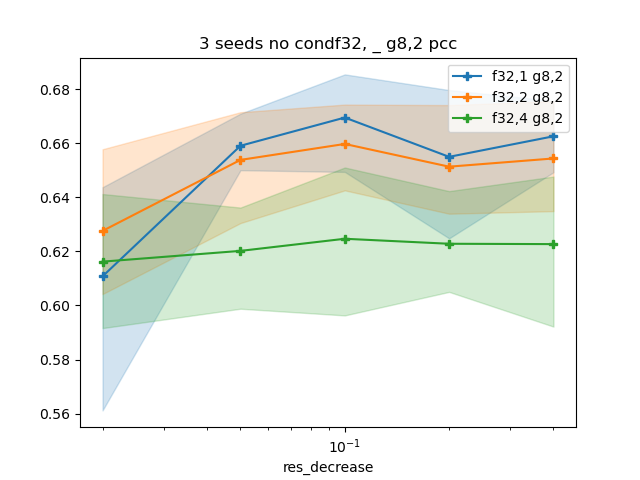 3 seeds no condf32, _ g8,2 pcc
f32,1 g8,2
f32,2 g8,2
f32,4 g8,2
0.68
0.66
0.64
0.62
0.60
0.58
0.56
10⁻¹
res_decrease